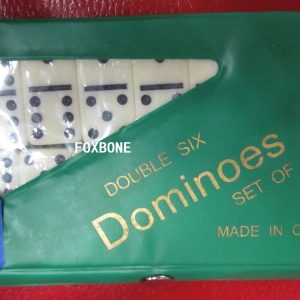 FOXBONE
DOUBLE SIX
Dominoes
SET OF
MADE IN